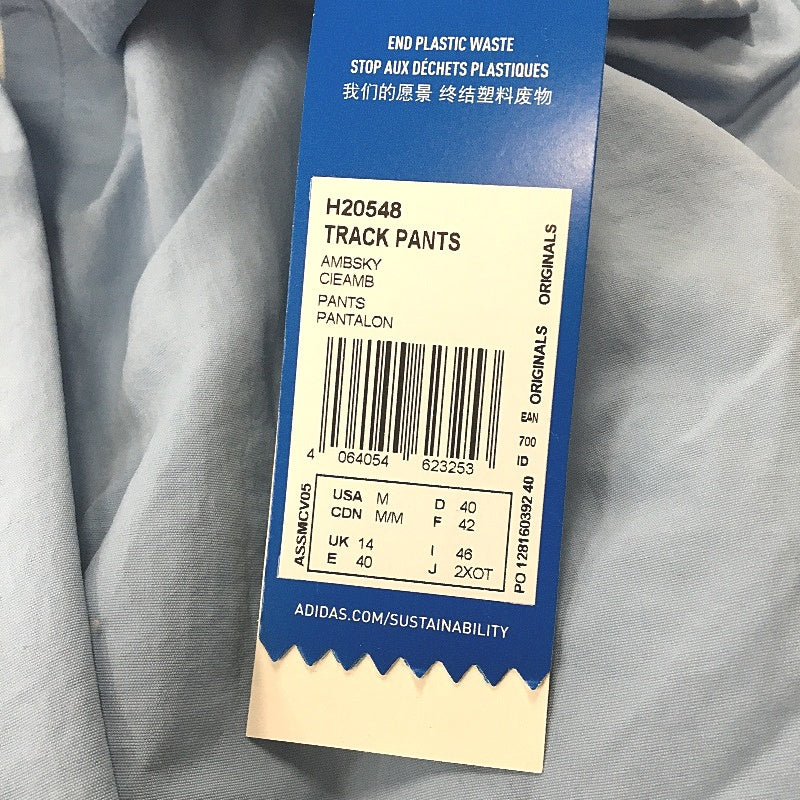 END PLASTIC WASTE
STOP AUX DÉCHETS PLASTIQUES
我们的愿景 终结塑料废物
H20548
TRACK PANTS
AMBSKY
CIEAMB
PANTS
PANTALON
ORIGINALS
ORIGINALS
EAN
700
ID
PO 128160392 40
4 064054 623253
ASSMCV05
USA M D 40
CDN M/M F 42
UK 14 I 46
E 40 J 2XOT
ADIDAS.COM/SUSTAINABILITY